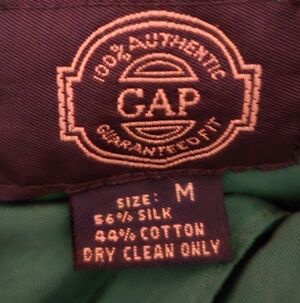 100% AUTHENTIC
GAP
GUARANTEED FIT
SIZE: M
56% SILK
44% COTTON
DRY CLEAN ONLY